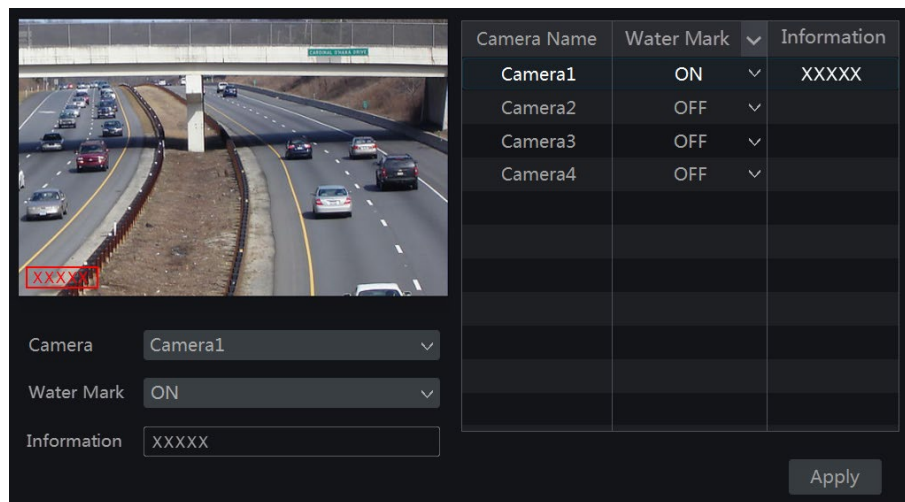 CARDINAL O'HARA DRIVE
XXXXX
Camera Camera1
Water Mark ON
Information XXXXX
Camera Name Water Mark Information
Camera1 ON XXXXX
Camera2 OFF
Camera3 OFF
Camera4 OFF
Apply